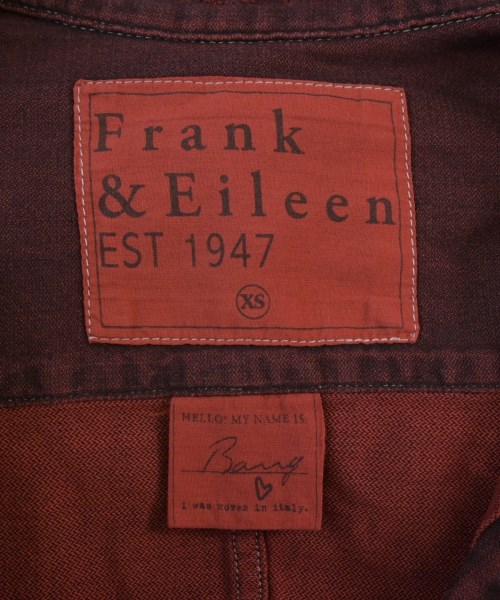 Frank
& Eileen
EST 1947
XS
HELLO! MY NAME IS:
Barry
i was woven in italy.